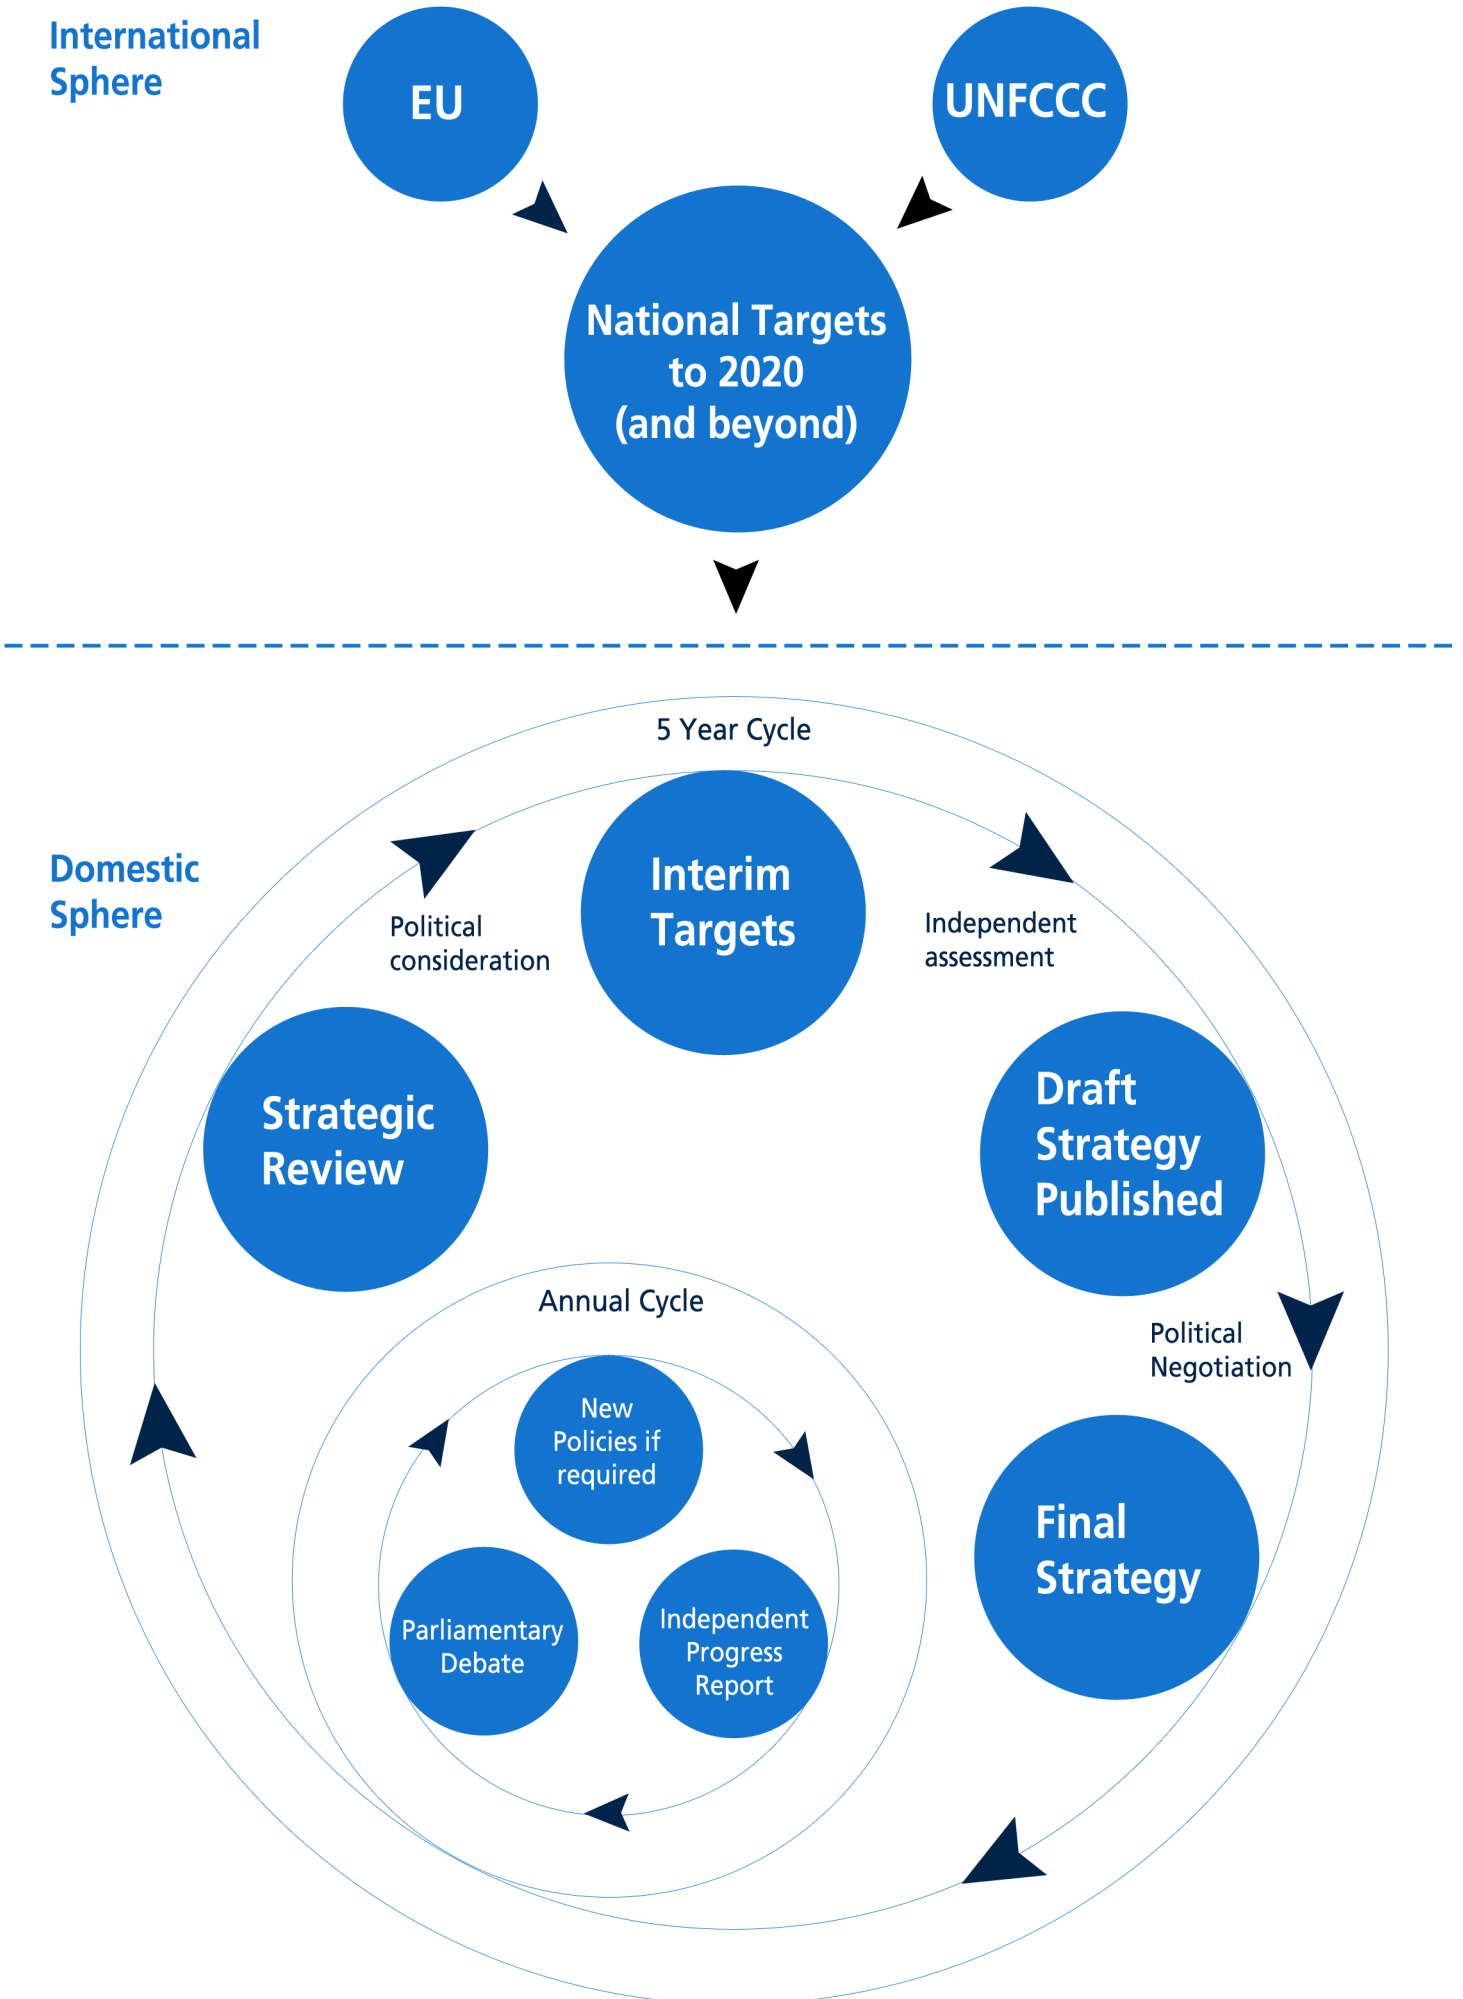 International
Sphere
EU
UNFCCC
National Targets
to 2020
(and beyond)
5 Year Cycle
Domestic
Sphere
Interim
Targets
Political
consideration
Independent
assessment
Strategic
Review
Draft
Strategy
Published
Annual Cycle
Political
Negotiation
New
Policies if
required
Final
Strategy
Parliamentary
Debate
Independent
Progress
Report